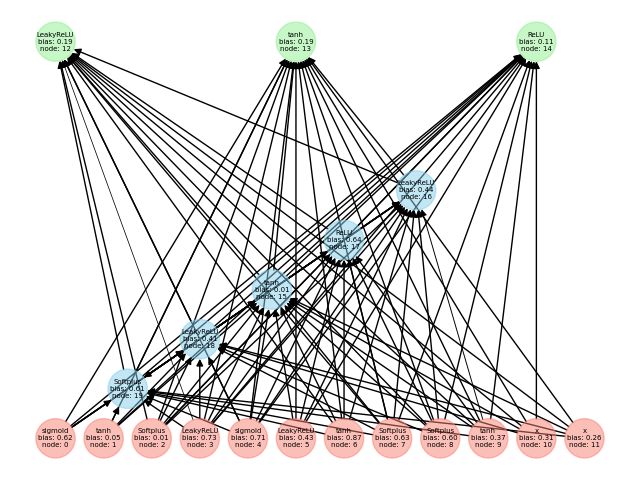 LeakyReLU
bias: 0.19
node: 12
tanh
bias: 0.19
node: 13
ReLU
bias: 0.11
node: 14
LeakyReLU
bias: 0.44
node: 16
ReLU
bias: 0.64
node: 17
tanh
bias: 0.01
node: 15
LeakyReLU
bias: 0.41
node: 18
Softplus
bias: 0.61
node: 19
sigmoid
bias: 0.62
node: 0
tanh
bias: 0.05
node: 1
Softplus
bias: 0.01
node: 2
LeakyReLU
bias: 0.73
node: 3
sigmoid
bias: 0.71
node: 4
LeakyReLU
bias: 0.43
node: 5
tanh
bias: 0.87
node: 6
Softplus
bias: 0.63
node: 7
Softplus
bias: 0.60
node: 8
tanh
bias: 0.37
node: 9
x
bias: 0.31
node: 10
x
bias: 0.26
node: 11